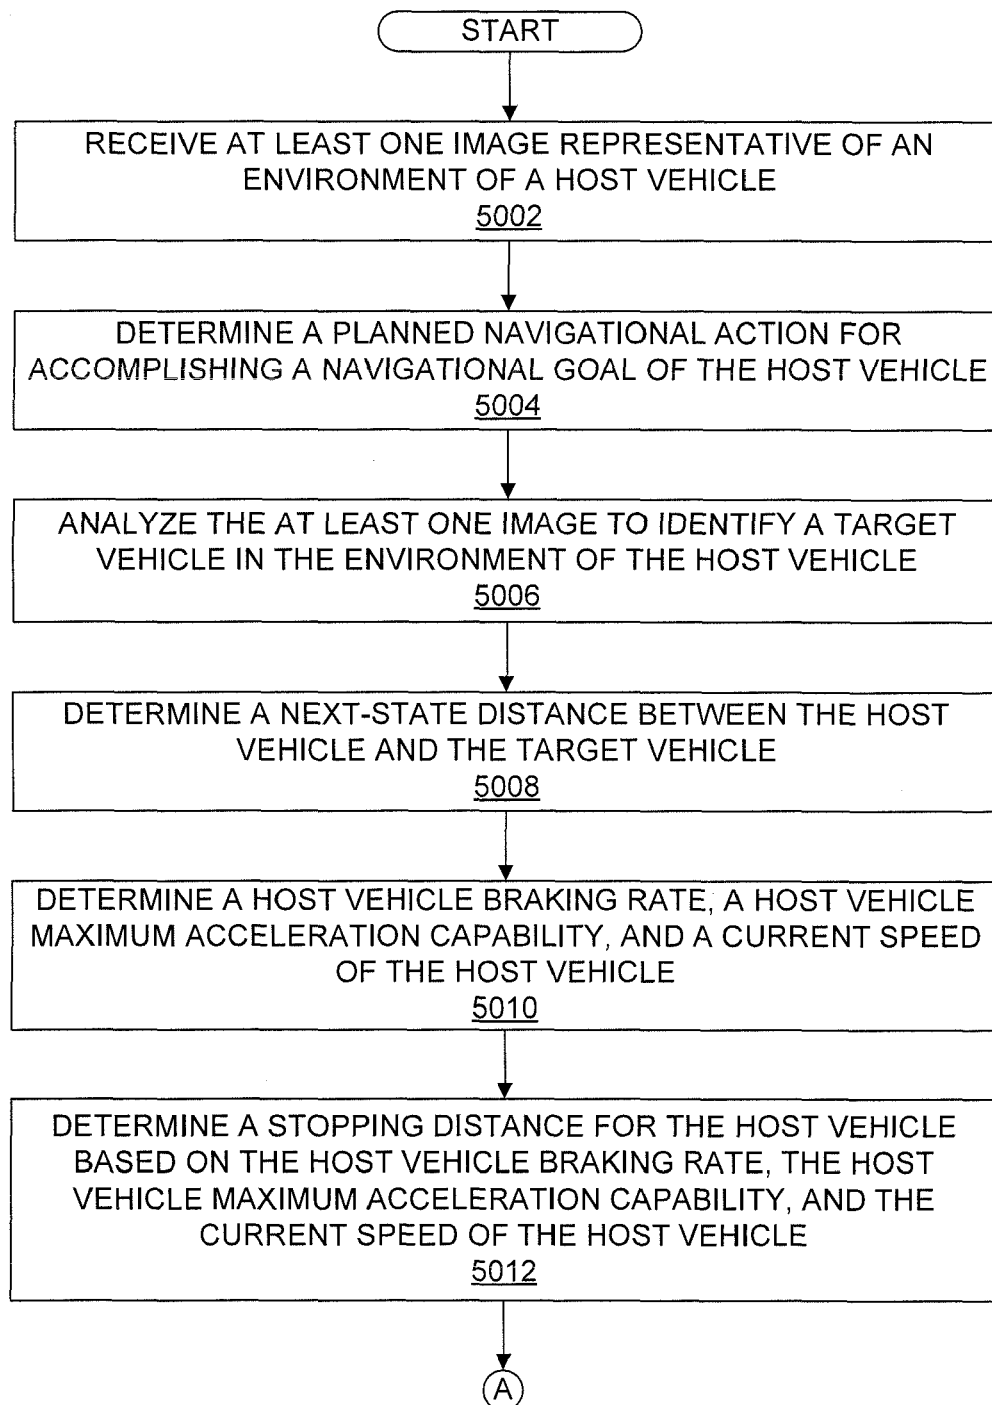 START
RECEIVE AT LEAST ONE IMAGE REPRESENTATIVE OF AN
ENVIRONMENT OF A HOST VEHICLE
5002
DETERMINE A PLANNED NAVIGATIONAL ACTION FOR
ACCOMPLISHING A NAVIGATIONAL GOAL OF THE HOST VEHICLE
5004
ANALYZE THE AT LEAST ONE IMAGE TO IDENTIFY A TARGET
VEHICLE IN THE ENVIRONMENT OF THE HOST VEHICLE
5006
DETERMINE A NEXT-STATE DISTANCE BETWEEN THE HOST
VEHICLE AND THE TARGET VEHICLE
5008
DETERMINE A HOST VEHICLE BRAKING RATE, A HOST VEHICLE
MAXIMUM ACCELERATION CAPABILITY, AND A CURRENT SPEED
OF THE HOST VEHICLE
5010
DETERMINE A STOPPING DISTANCE FOR THE HOST VEHICLE
BASED ON THE HOST VEHICLE BRAKING RATE, THE HOST
VEHICLE MAXIMUM ACCELERATION CAPABILITY, AND THE
CURRENT SPEED OF THE HOST VEHICLE
5012
A